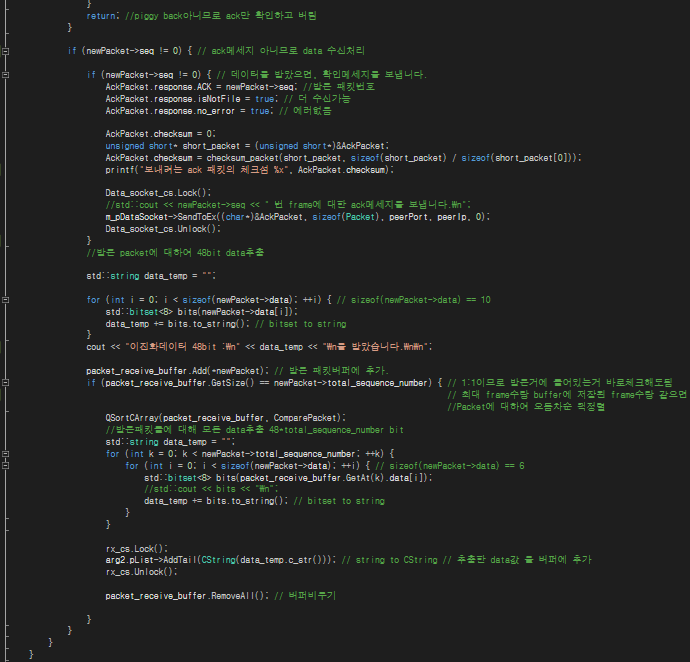 }
return; //piggy back아니므로 ack만 확인하고 버림
}
if (newPacket->seq != 0) { // ack메세지 아니므로 data 수신처리
if (newPacket->seq != 0) { // 데이터를 받았으면, 확인메세지를 보냅니다.
AckPacket.response.ACK = newPacket->seq; //받은 패킷번호
AckPacket.response.isNotFile = true; // 더 수신가능
AckPacket.response.no_error = true; // 에러없음
AckPacket.checksum = 0;
unsigned short* short_packet = (unsigned short*)&AckPacket;
AckPacket.checksum = checksum_packet(short_packet, sizeof(short_packet) / sizeof(short_packet[0]));
printf("보내려는 ack 패킷의 체크섬 %x", AckPacket.checksum);
Data_socket_cs.Lock();
//std::cout << newPacket->seq << " 번 frame에 대한 ack메세지를 보냅니다.\n";
m_pDataSocket->SendToEx((char*)&AckPacket, sizeof(Packet), peerPort, peerIp, 0);
Data_socket_cs.Unlock();
}
//받은 packet에 대하여 48bit data추출
std::string data_temp = "";
for (int i = 0; i < sizeof(newPacket->data); ++i) { // sizeof(newPacket->data) == 10
std::bitset<8> bits(newPacket->data[i]);
data_temp += bits.to_string(); // bitset to string
}
cout << "이진화데이터 48bit :\n" << data_temp << "\n를 받았습니다.\n\n";
packet_receive_buffer.Add(*newPacket); // 받은 패킷버퍼에 추가.
if (packet_receive_buffer.GetSize() == newPacket->total_sequence_number) { // 1:1이므로 받은거에 들어있는거 바로체크해도됨
// 최대 frame수랑 buffer에 저장된 frame수랑 같으면
//Packet에 대하여 오름차순 퀵정렬
QSortCArray(packet_receive_buffer, ComparePacket);
//받은패킷들에 대해 모든 data추출 48*total_sequence_number bit
std::string data_temp = "";
for (int k = 0; k < newPacket->total_sequence_number; ++k) {
for (int i = 0; i < sizeof(newPacket->data); ++i) { // sizeof(newPacket->data) == 6
std::bitset<8> bits(packet_receive_buffer.GetAt(k).data[i]);
//std::cout << bits << "\n";
data_temp += bits.to_string(); // bitset to string
}
}
rx_cs.Lock();
arg2.pList->AddTail(CString(data_temp.c_str())); // string to CString // 추출한 data값 을 버퍼에 추가
rx_cs.Unlock();
packet_receive_buffer.RemoveAll(); // 버퍼비우기
}
}
}
}